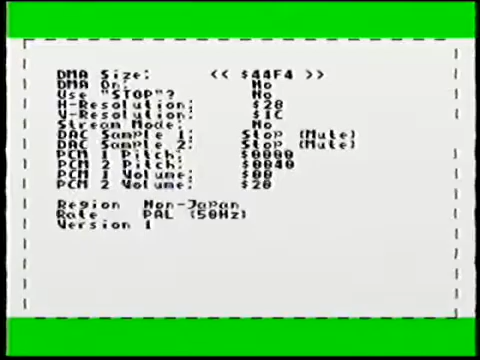 DMA Size: << $44F4 >>
DMA On: No
Use "STOP"? No
H-Resolution: $28
V-Resolution: $1C
Stream Mode: No
DAC Sample 1: Stop (Mute)
DAC Sample 2: Stop (Mute)
PCM 1 Pitch: $0000
PCM 2 Pitch: $0040
PCM 1 Volume: $00
PCM 2 Volume: $20
Region Non-Japan
Rate PAL (50Hz)
Version 1